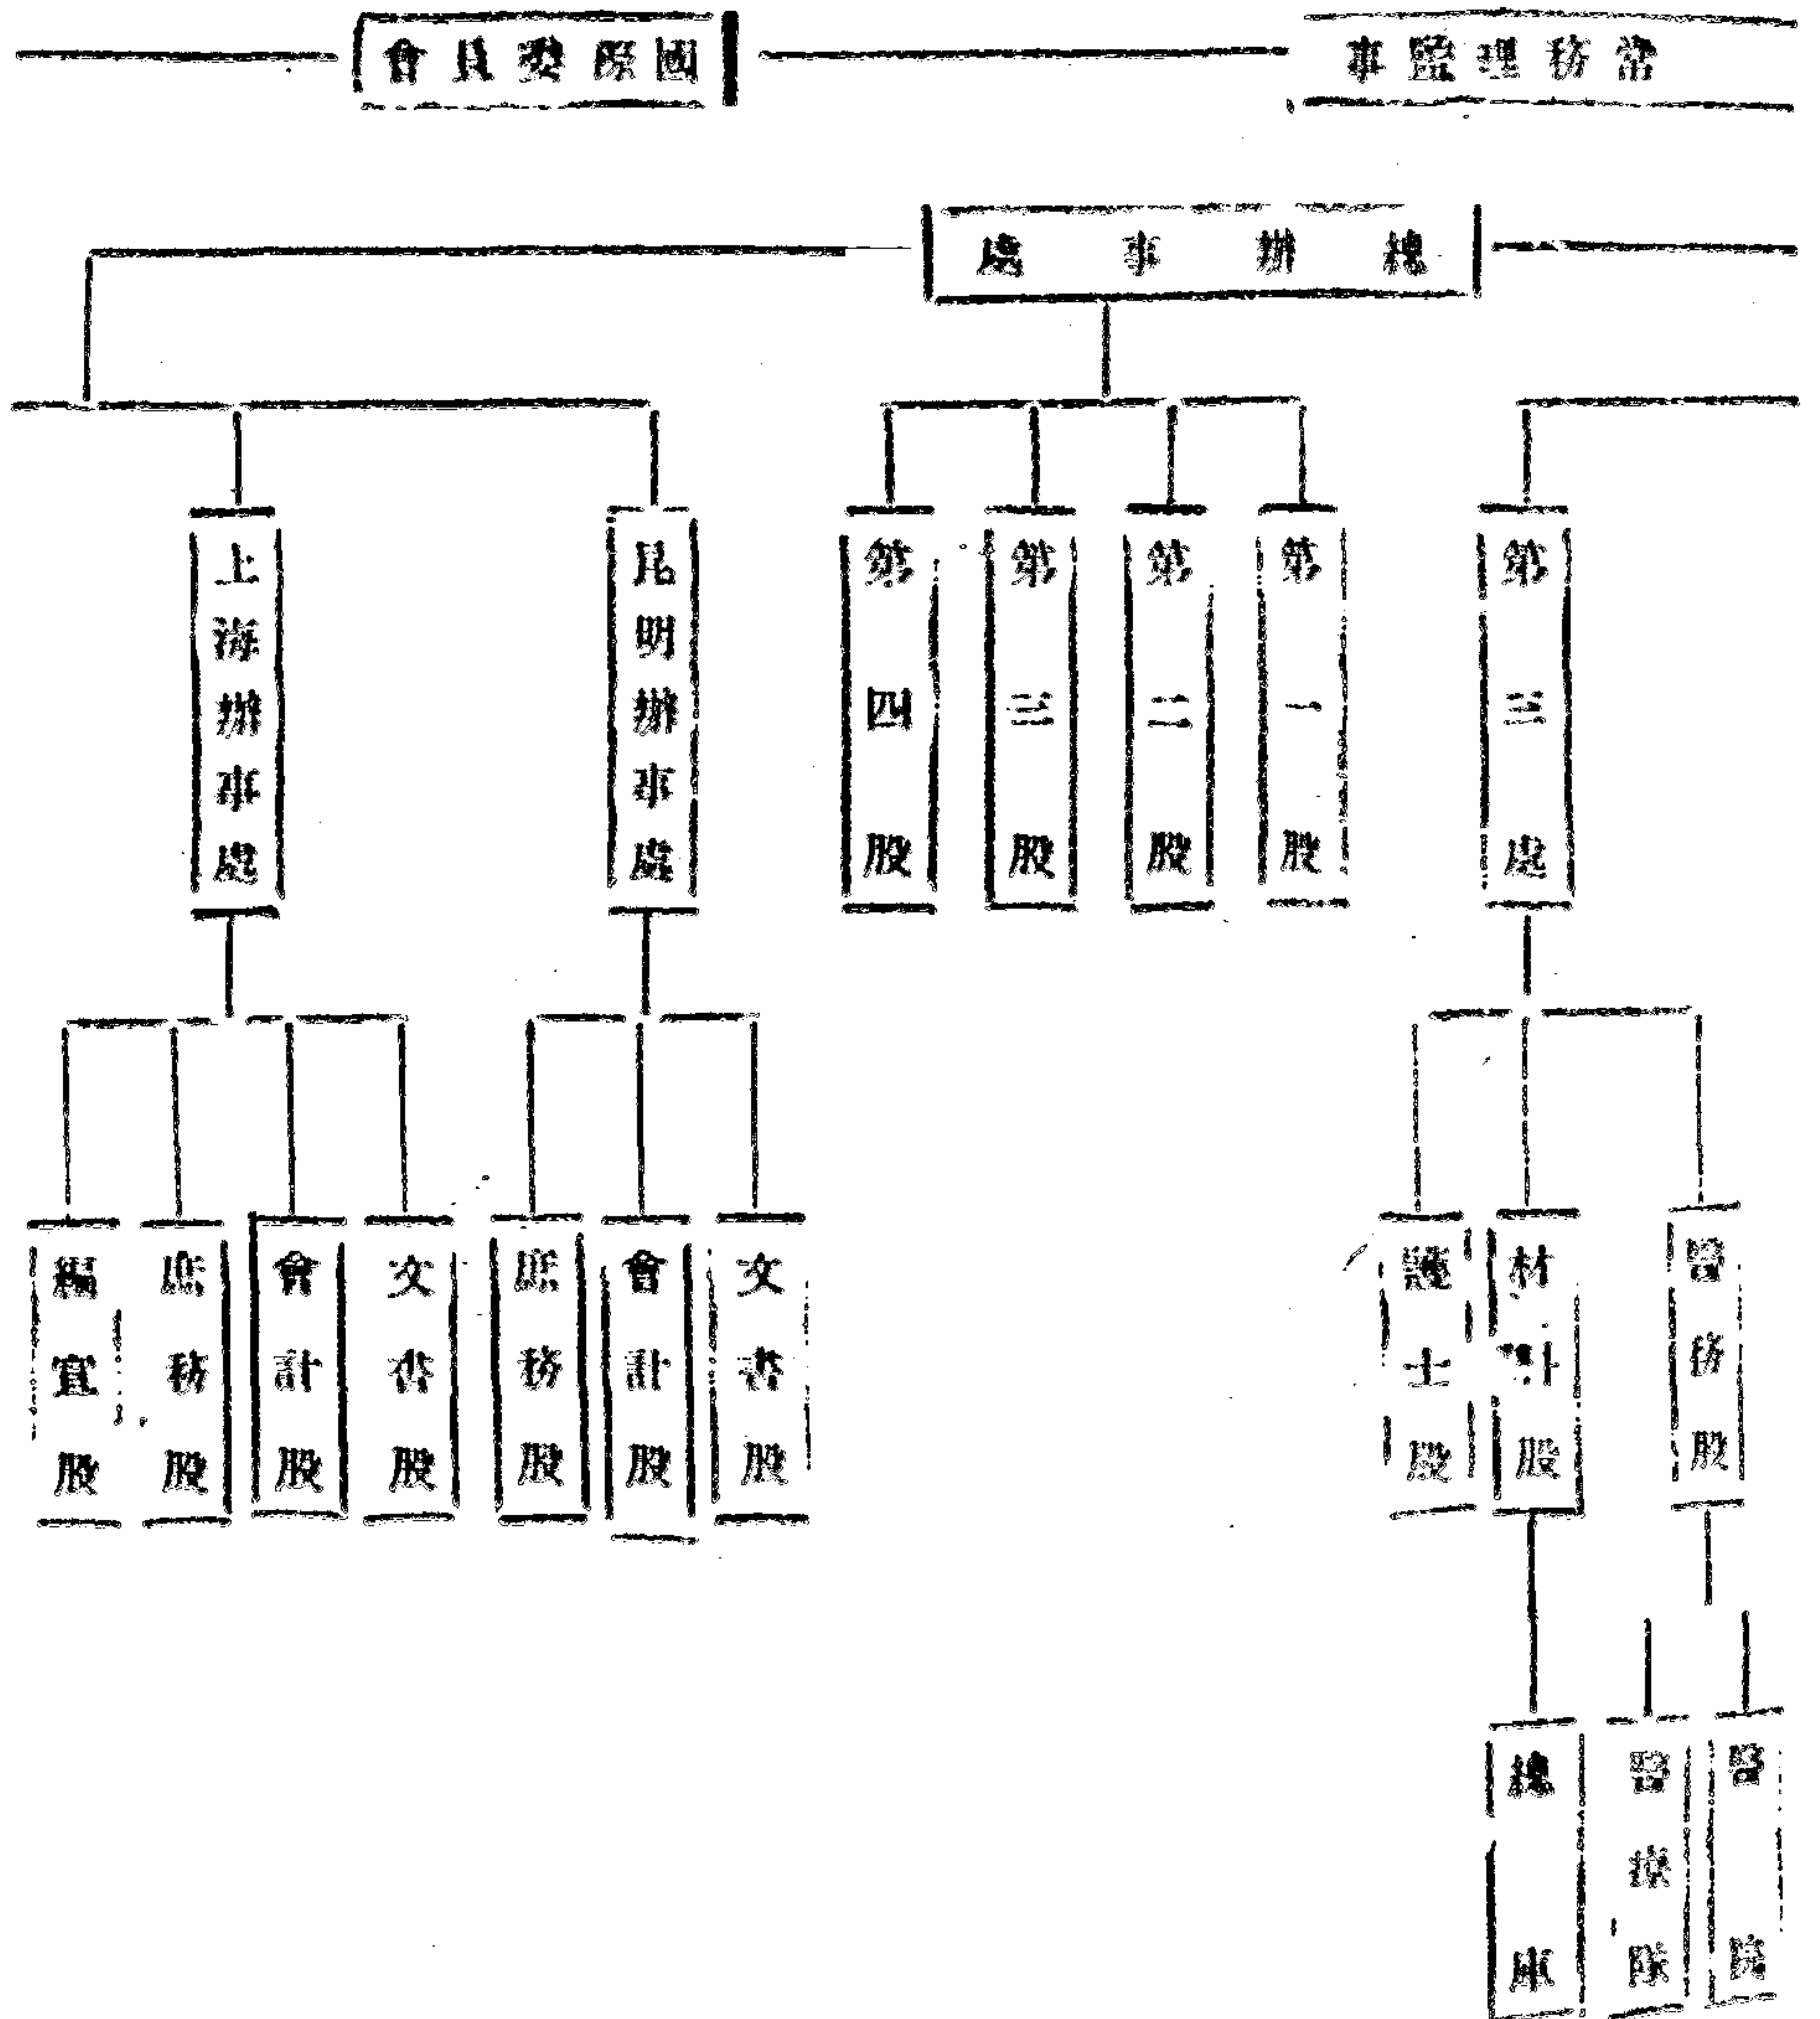 常務理監事
國際委員會
總辦事處
第三處
第一股
第二股
第三股
第四股
昆明辦事處
上海辦事處
醫務股
材料股
護士股
文書股
會計股
庶務股
文書股
會計股
庶務股
編宣股
醫院
醫療隊
總庫